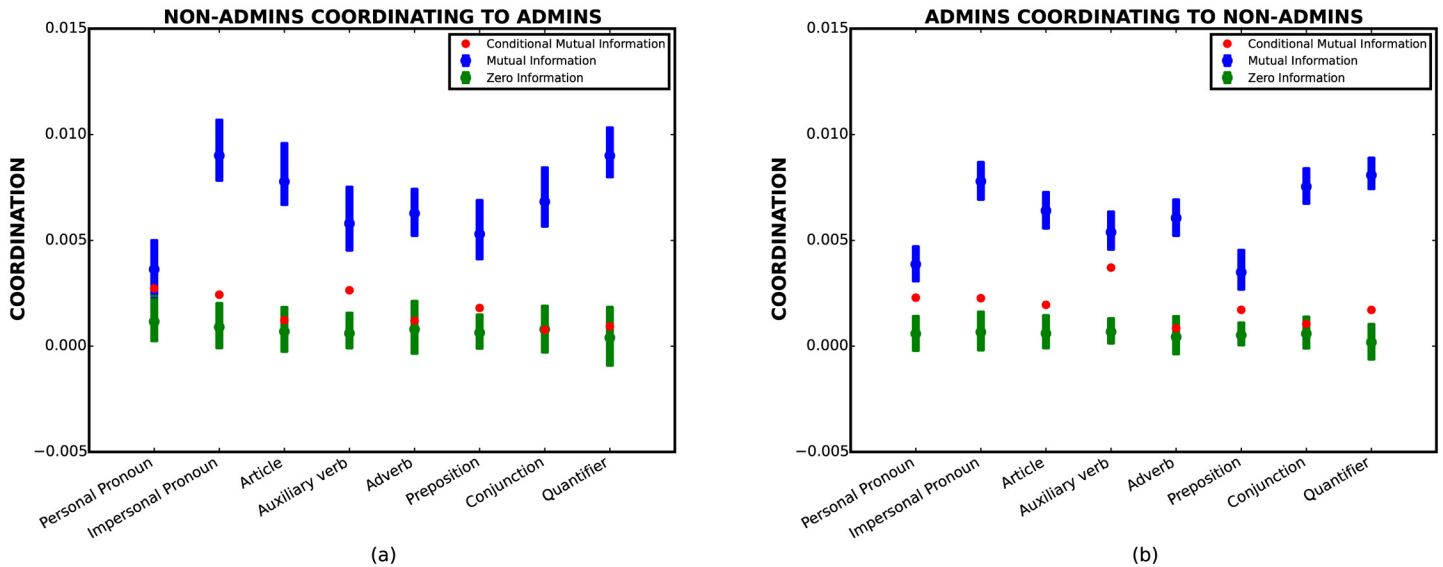 NON-ADMINS COORDINATING TO ADMINS
0.015
0.010
0.005
0.000
−0.005
COORDINATION
Conditional Mutual Information
Mutual Information
Zero Information
Personal Pronoun
Impersonal Pronoun
Article
Auxiliary verb
Adverb
Preposition
Conjunction
Quantifier
(a)
ADMINS COORDINATING TO NON-ADMINS
0.015
0.010
0.005
0.000
−0.005
COORDINATION
Conditional Mutual Information
Mutual Information
Zero Information
Personal Pronoun
Impersonal Pronoun
Article
Auxiliary verb
Adverb
Preposition
Conjunction
Quantifier
(b)